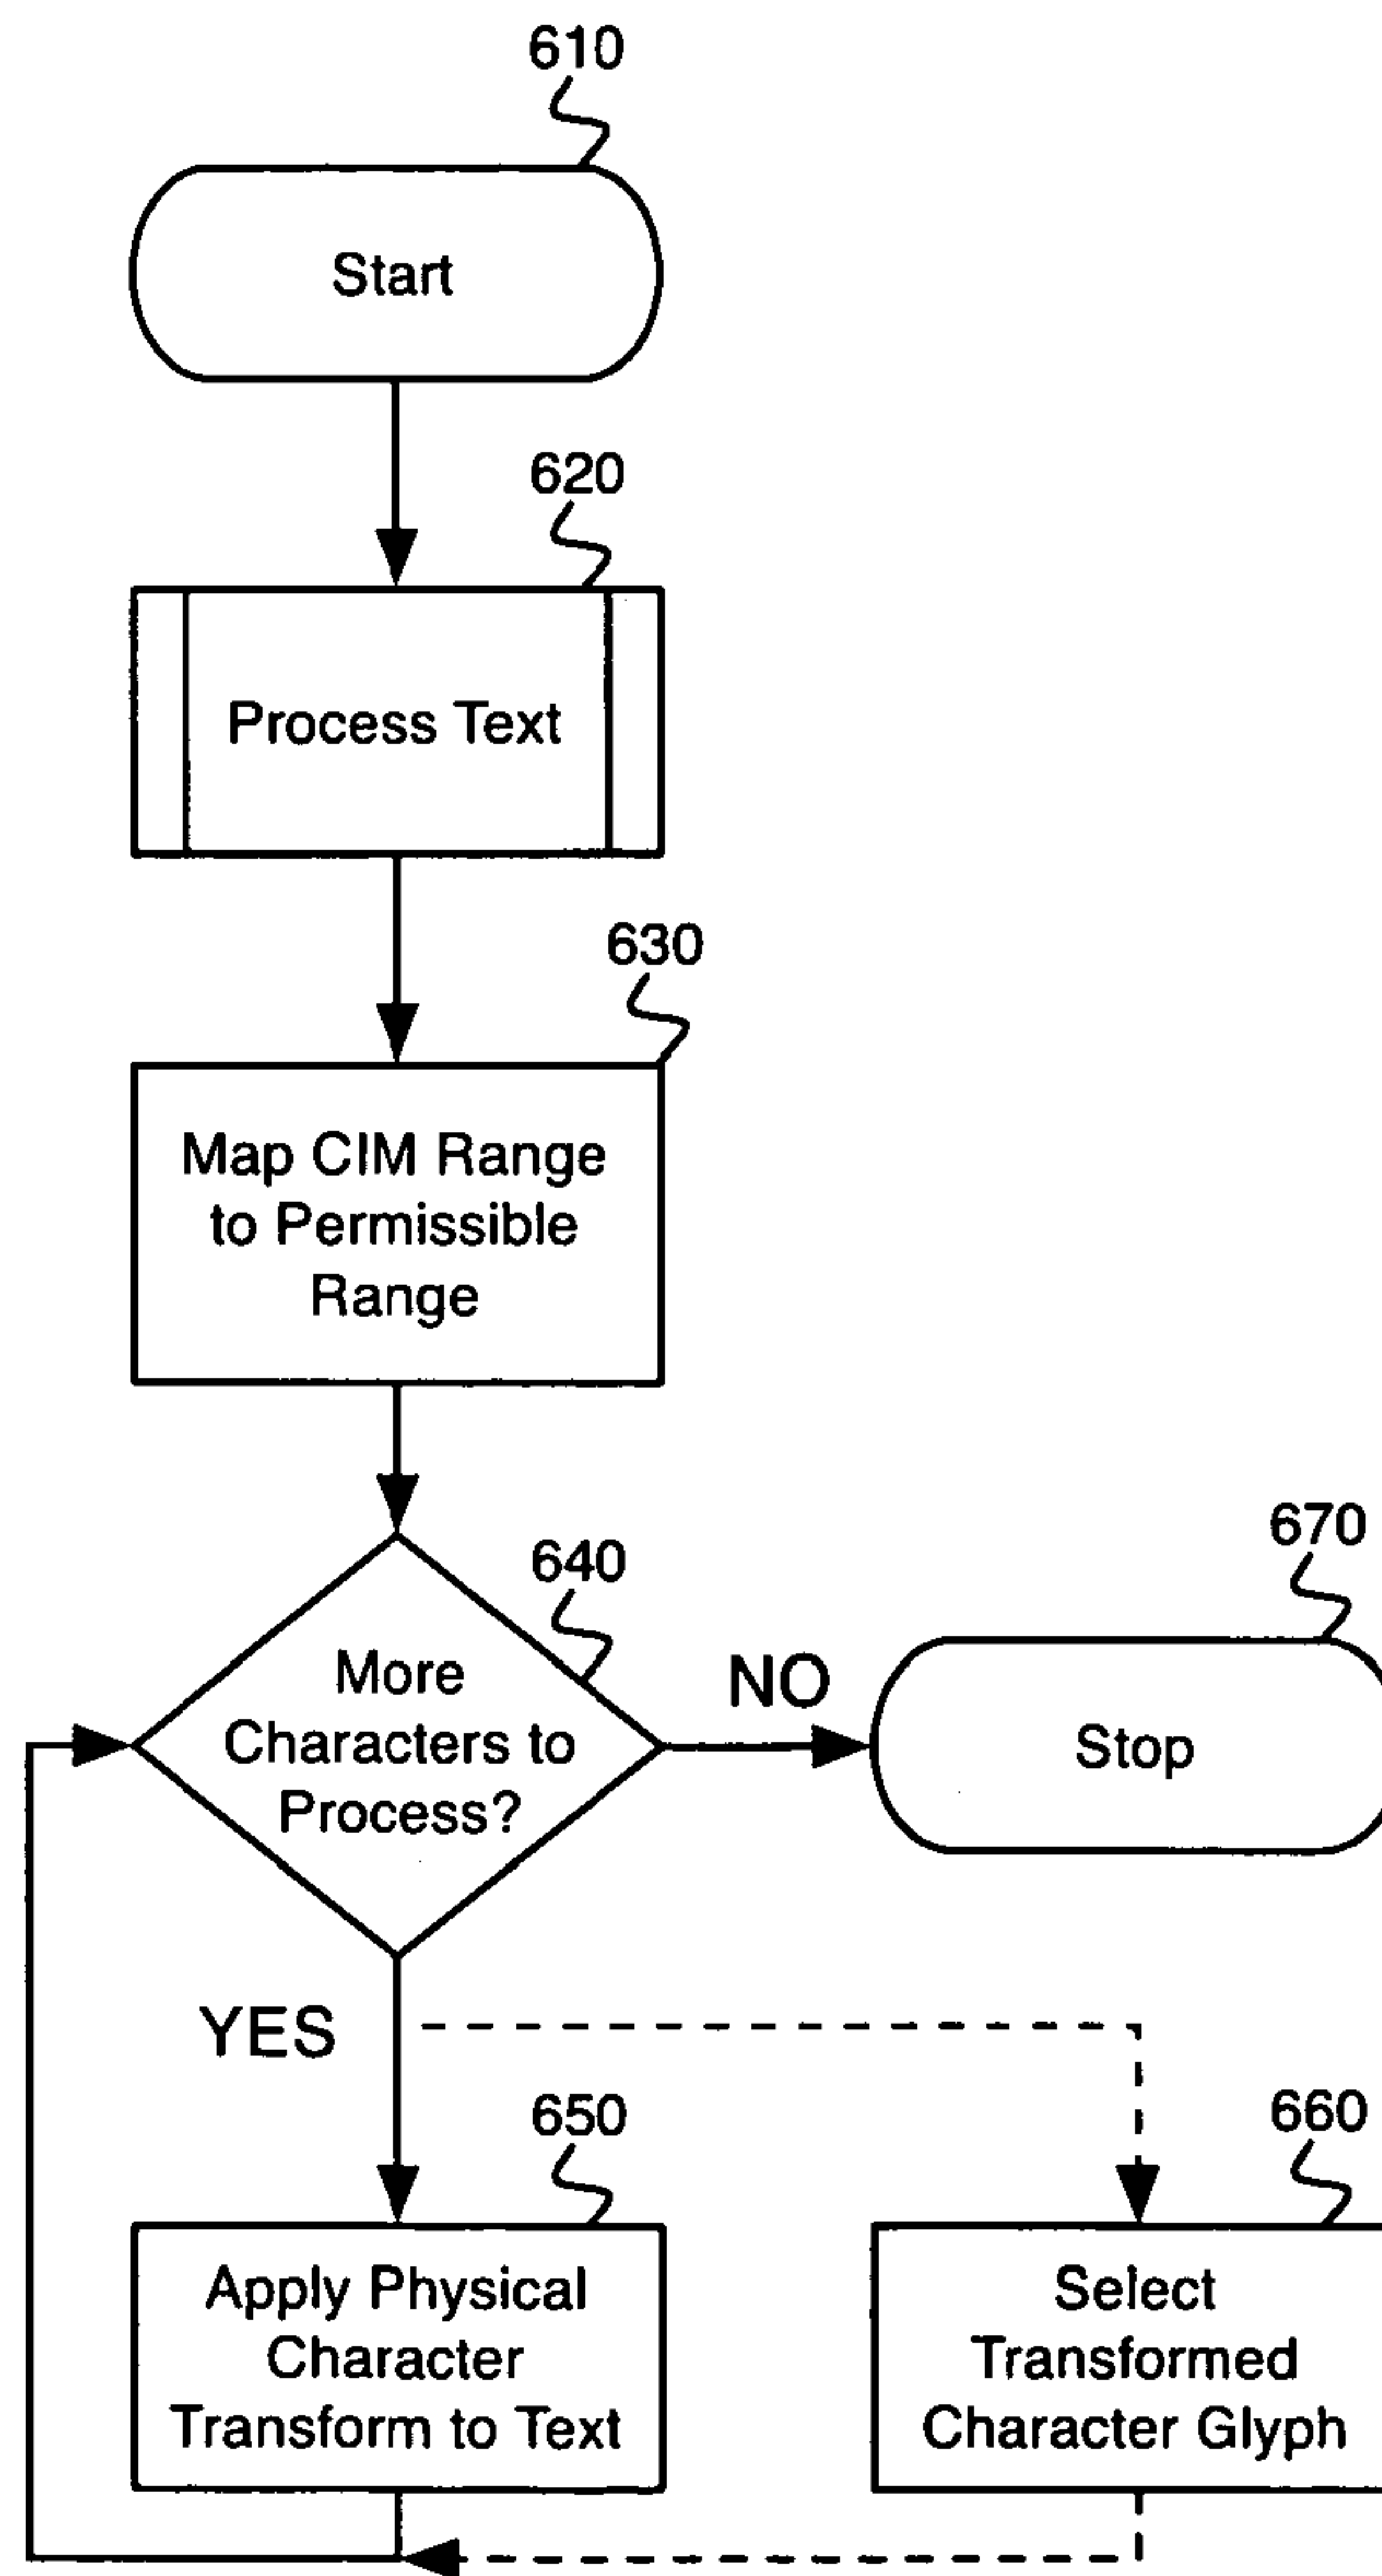 610
Start
620
Process Text
630
Map CIM Range
to Permissible
Range
640
More
Characters to
Process?
NO
670
Stop
YES
650
Apply Physical
Character
Transform to Text
660
Select
Transformed
Character Glyph